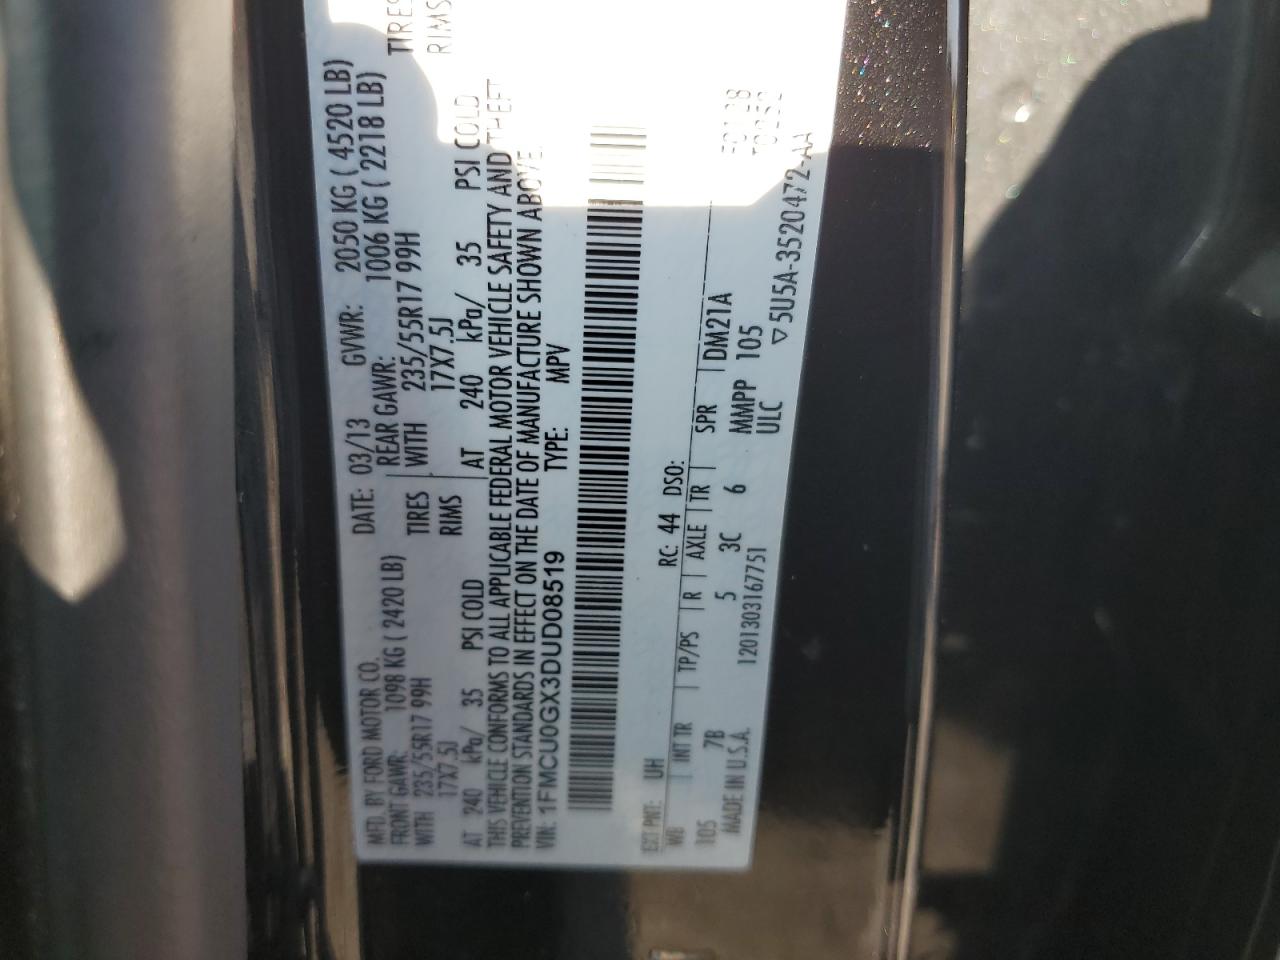 MFD. BY FORD MOTOR CO.
DATE: 03/13 GVWR: 2050 KG ( 4520 LB)
FRONT GAWR: 1098 KG ( 2420 LB) REAR GAWR: 1006 KG ( 2218 LB)
WITH 235/55R17 99H TIRES WITH 235/55R17 99H TIRES
17X7.5J RIMS 17X7.5J RIMS
AT 240 kPa/ 35 PSI COLD AT 240 kPa/ 35 PSI COLD
THIS VEHICLE CONFORMS TO ALL APPLICABLE FEDERAL MOTOR VEHICLE SAFETY AND THEFT
PREVENTION STANDARDS IN EFFECT ON THE DATE OF MANUFACTURE SHOWN ABOVE.
VIN: 1FMCU0GX3DUD08519 TYPE: MPV
EXT PNT: UH RC: 44 DSO:
WB INT TR TP/PS R AXLE TR SPR DM21A
105 7B 5 3C 6 MMPP 105
MADE IN U.S.A. 1201303167751 ULC ▽5U5A-3520472-AA